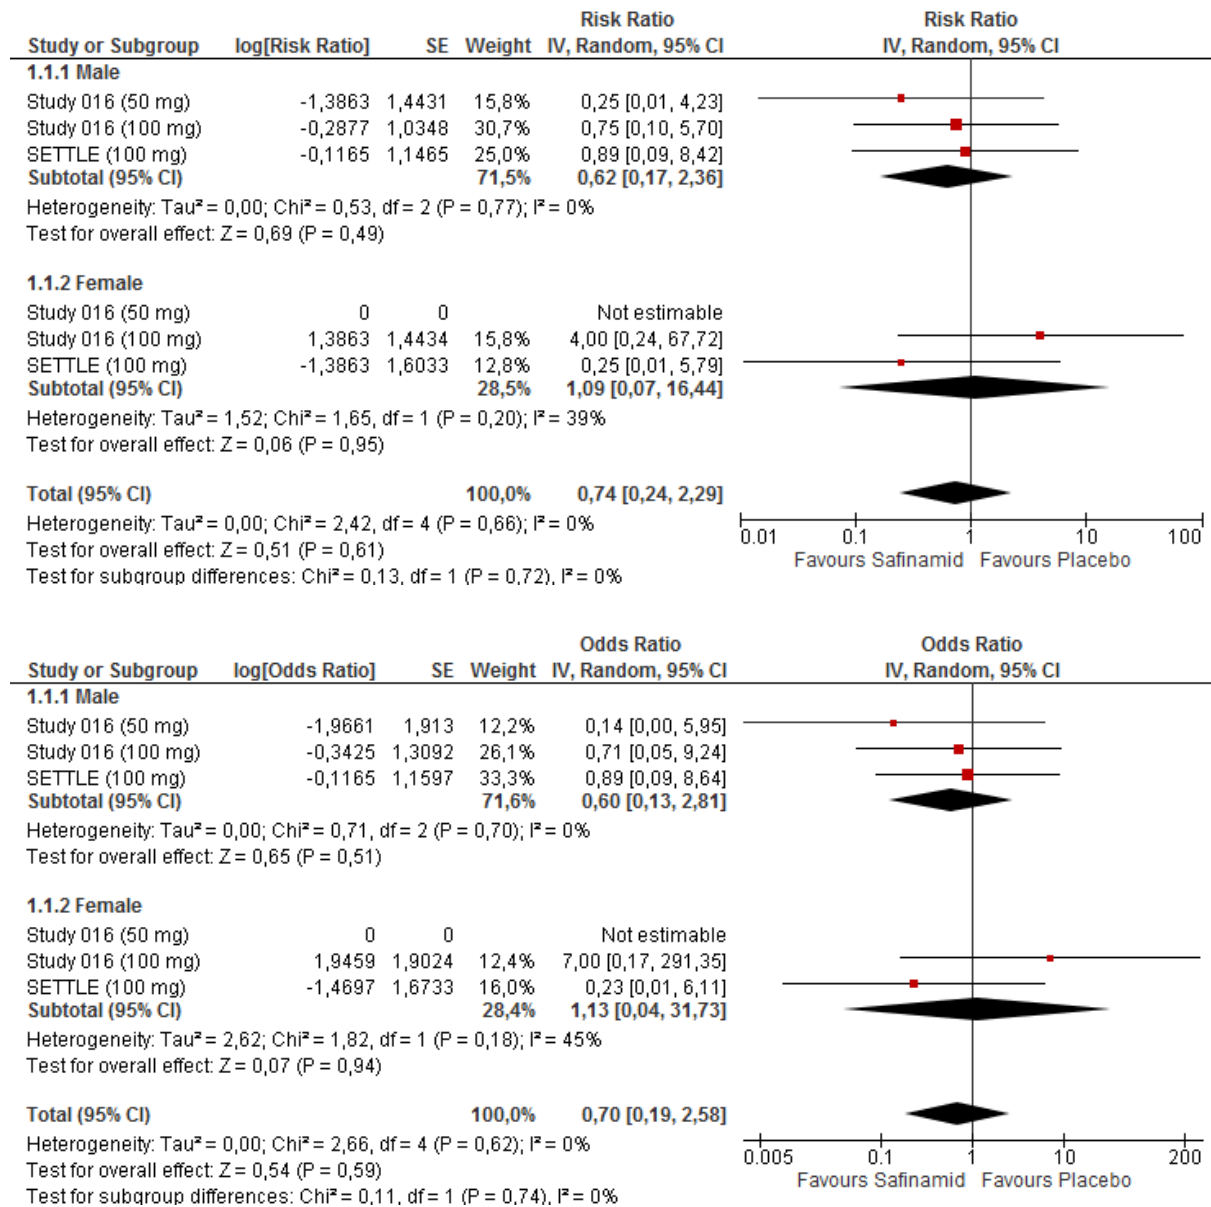 Risk Ratio Risk Ratio
Study or Subgroup log[Risk Ratio] SE Weight IV, Random, 95% CI IV, Random, 95% CI
1.1.1 Male
Study 016 (50 mg) -1,3863 1,4431 15,8% 0,25 [0,01, 4,23]
Study 016 (100 mg) -0,2877 1,0348 30,7% 0,75 [0,10, 5,70]
SETTLE (100 mg) -0,1165 1,1465 25,0% 0,89 [0,09, 8,42]
Subtotal (95% CI) 71,5% 0,62 [0,17, 2,36]
Heterogeneity: Tau² = 0,00; Chi² = 0,53, df = 2 (P = 0,77); I² = 0%
Test for overall effect: Z = 0,69 (P = 0,49)
1.1.2 Female
Study 016 (50 mg) 0 0 Not estimable
Study 016 (100 mg) 1,3863 1,4434 15,8% 4,00 [0,24, 67,72]
SETTLE (100 mg) -1,3863 1,6033 12,8% 0,25 [0,01, 5,79]
Subtotal (95% CI) 28,5% 1,09 [0,07, 16,44]
Heterogeneity: Tau² = 1,52; Chi² = 1,65, df = 1 (P = 0,20); I² = 39%
Test for overall effect: Z = 0,06 (P = 0,95)
Total (95% CI) 100,0% 0,74 [0,24, 2,29]
Heterogeneity: Tau² = 0,00; Chi² = 2,42, df = 4 (P = 0,66); I² = 0%
Test for overall effect: Z = 0,51 (P = 0,61)
Test for subgroup differences: Chi² = 0,13, df = 1 (P = 0,72), I² = 0%
0.01 0.1 1 10 100
Favours Safinamid Favours Placebo
Odds Ratio Odds Ratio
Study or Subgroup log[Odds Ratio] SE Weight IV, Random, 95% CI IV, Random, 95% CI
1.1.1 Male
Study 016 (50 mg) -1,9661 1,913 12,2% 0,14 [0,00, 5,95]
Study 016 (100 mg) -0,3425 1,3092 26,1% 0,71 [0,05, 9,24]
SETTLE (100 mg) -0,1165 1,1597 33,3% 0,89 [0,09, 8,64]
Subtotal (95% CI) 71,6% 0,60 [0,13, 2,81]
Heterogeneity: Tau² = 0,00; Chi² = 0,71, df = 2 (P = 0,70); I² = 0%
Test for overall effect: Z = 0,65 (P = 0,51)
1.1.2 Female
Study 016 (50 mg) 0 0 Not estimable
Study 016 (100 mg) 1,9459 1,9024 12,4% 7,00 [0,17, 291,35]
SETTLE (100 mg) -1,4697 1,6733 16,0% 0,23 [0,01, 6,11]
Subtotal (95% CI) 28,4% 1,13 [0,04, 31,73]
Heterogeneity: Tau² = 2,62; Chi² = 1,82, df = 1 (P = 0,18); I² = 45%
Test for overall effect: Z = 0,07 (P = 0,94)
Total (95% CI) 100,0% 0,70 [0,19, 2,58]
Heterogeneity: Tau² = 0,00; Chi² = 2,66, df = 4 (P = 0,62); I² = 0%
Test for overall effect: Z = 0,54 (P = 0,59)
Test for subgroup differences: Chi² = 0,11, df = 1 (P = 0,74), I² = 0%
0.005 0.1 1 10 200
Favours Safinamid Favours Placebo